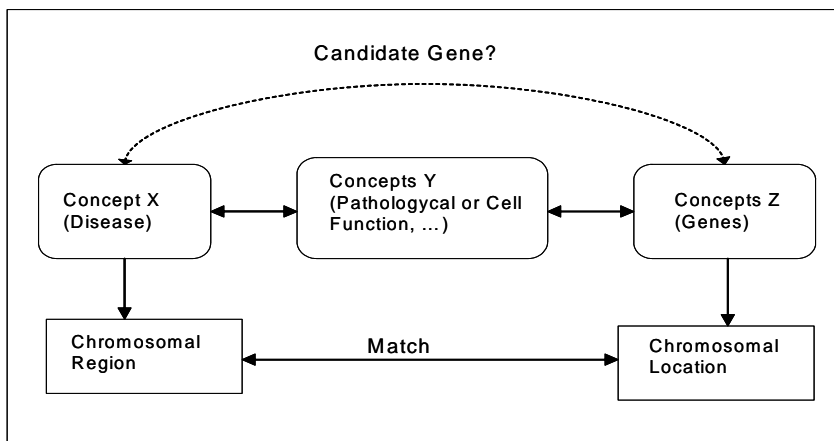 Candidate Gene?
Concept X
(Disease)
Concepts Y
(Pathologycal or Cell
Function, ...)
Concepts Z
(Genes)
Chromosomal
Region
Match
Chromosomal
Location